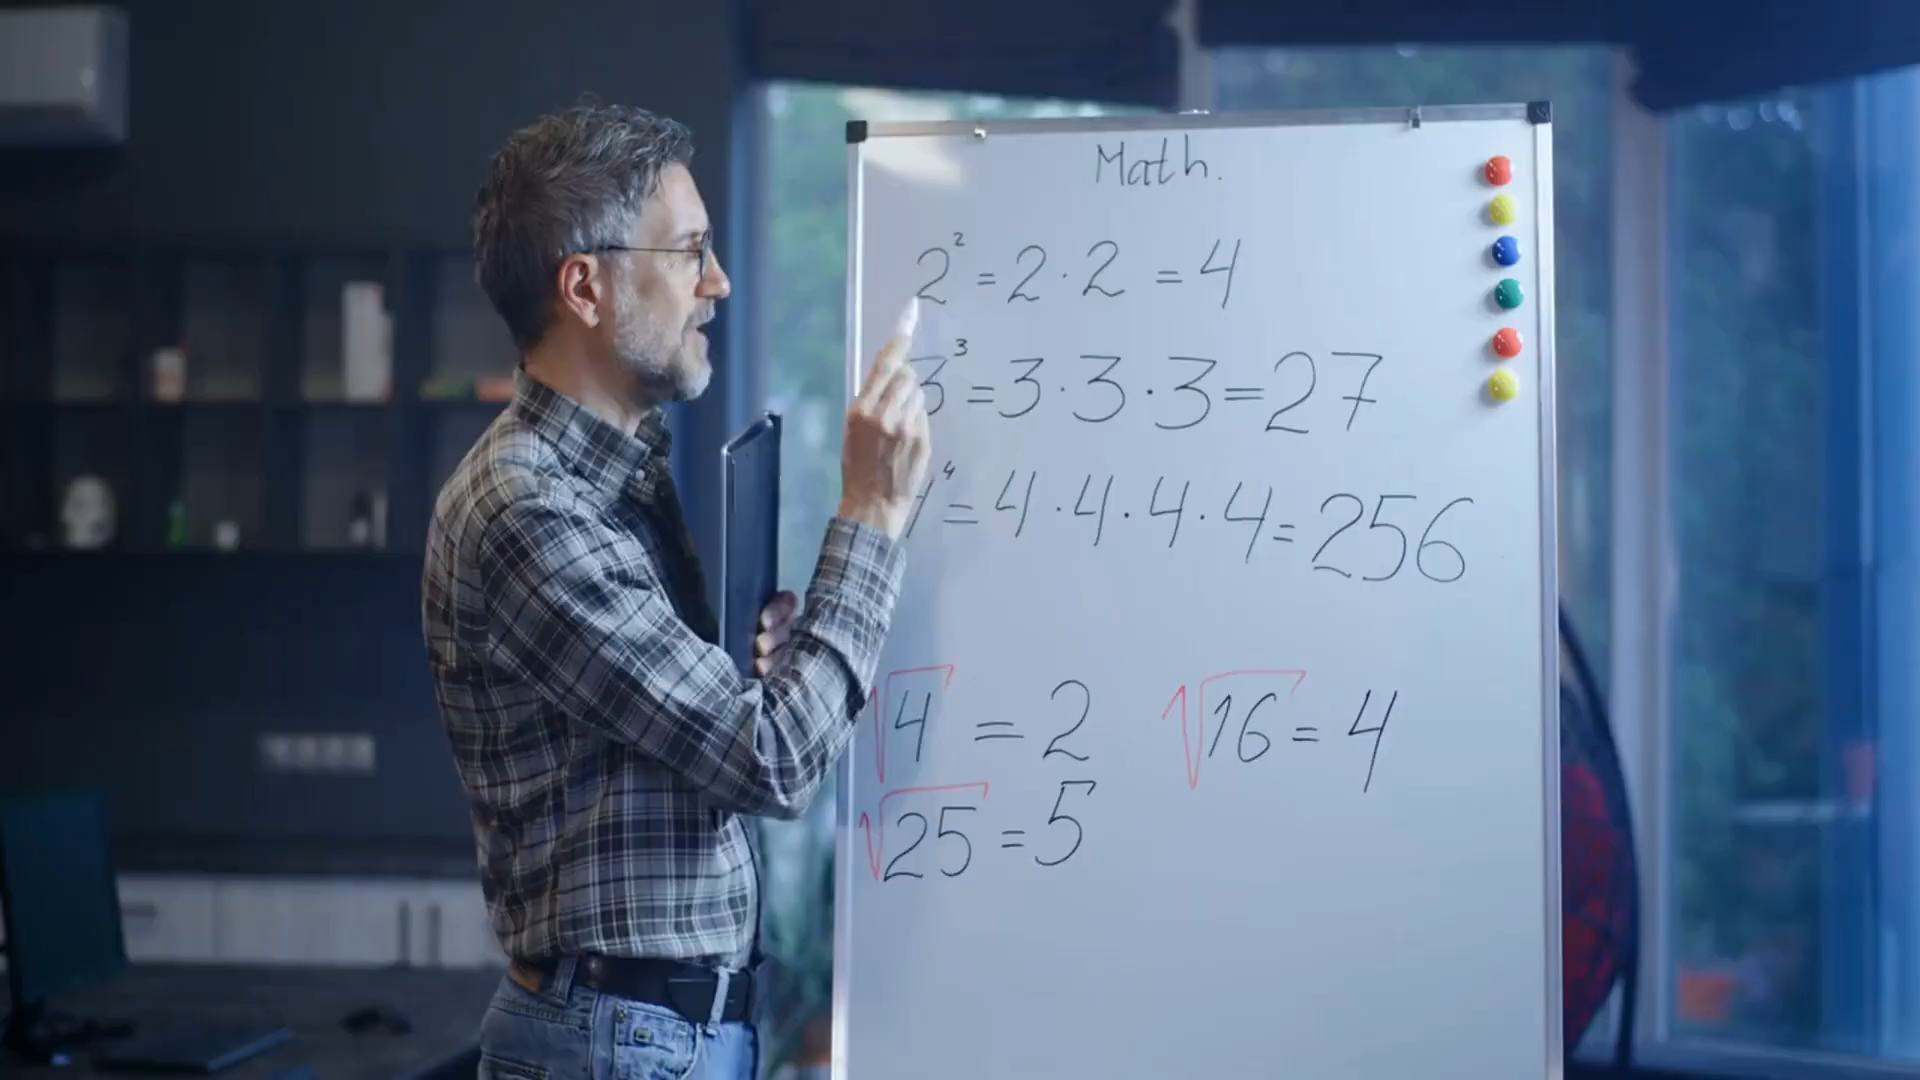 Math.
2² = 2 · 2 = 4
3³ = 3 · 3 · 3 = 27
⁴ = 4 · 4 · 4 · 4 = 256
√4 = 2 √16 = 4
√25 = 5